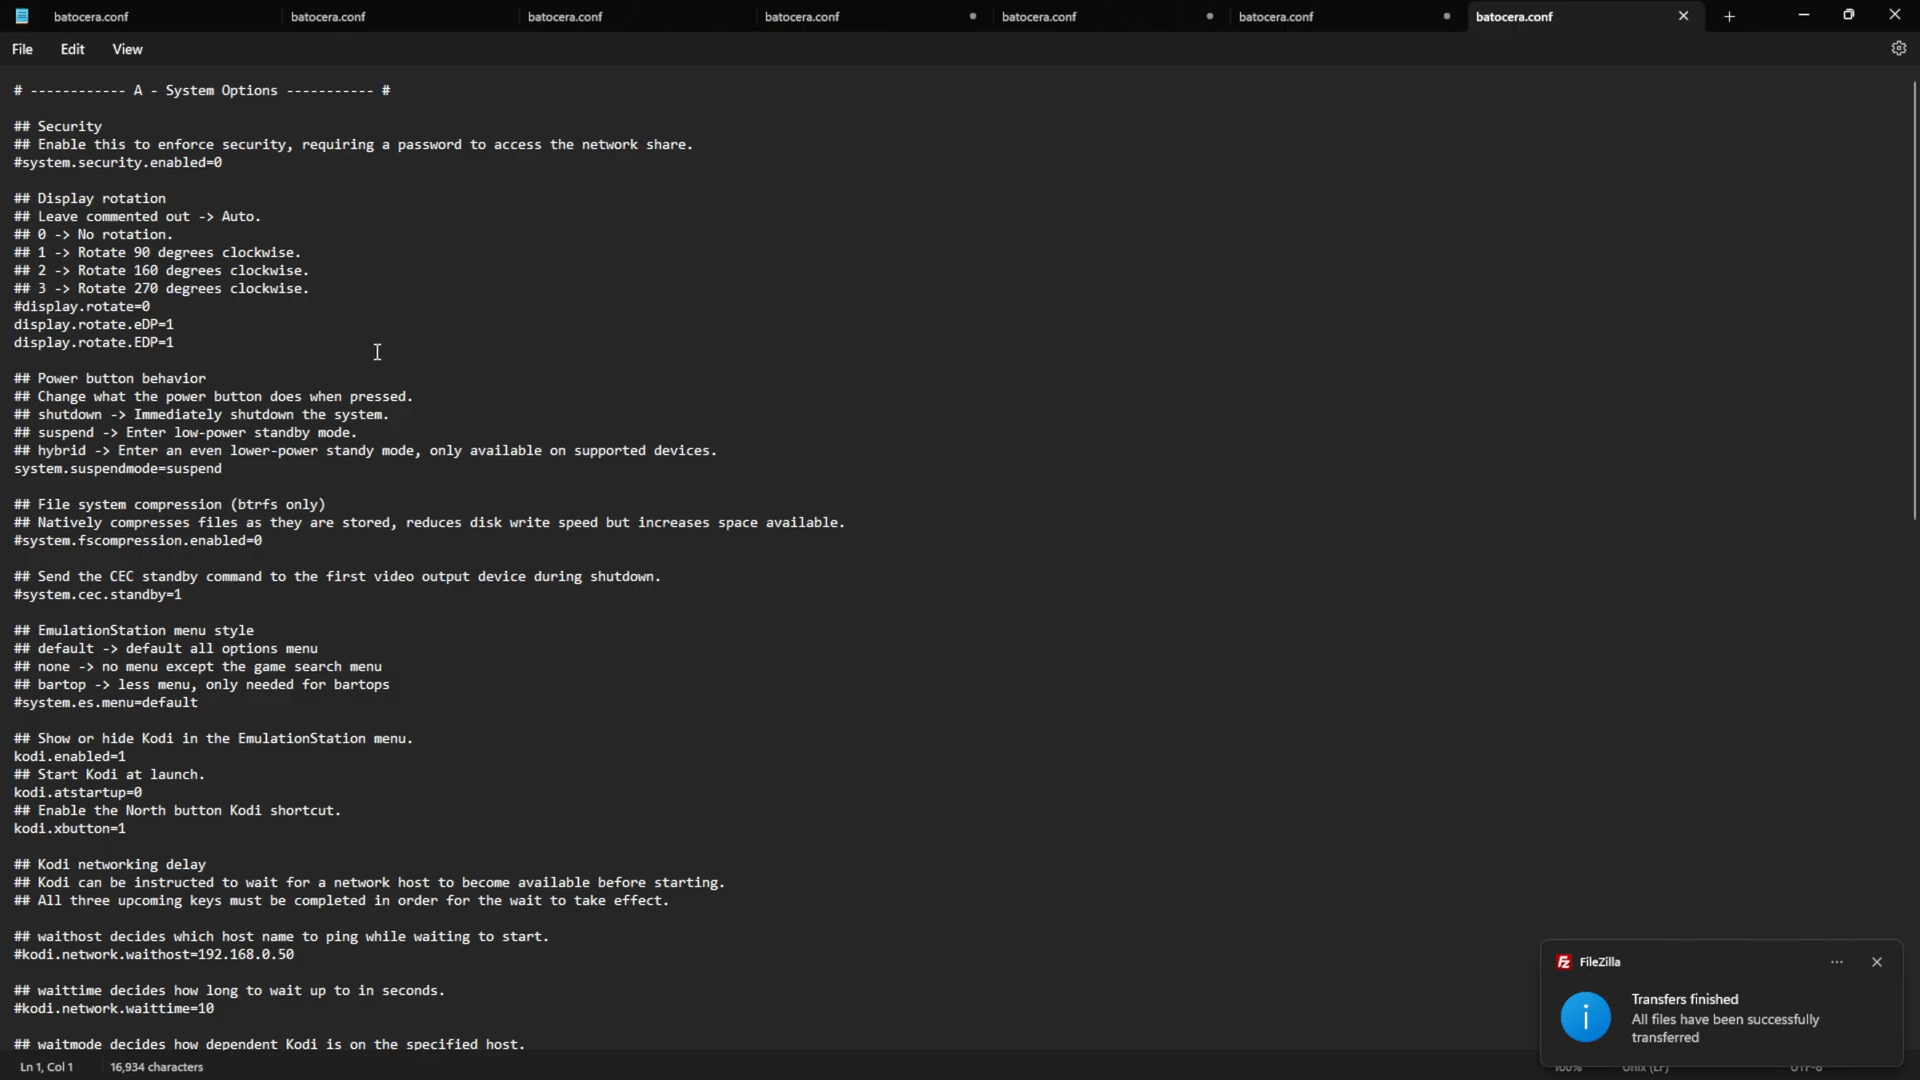 batocera.conf batocera.conf batocera.conf batocera.conf batocera.conf batocera.conf batocera.conf
File Edit View
# ------------ A - System Options ----------- #
## Security
## Enable this to enforce security, requiring a password to access the network share.
#system.security.enabled=0
## Display rotation
## Leave commented out -> Auto.
## 0 -> No rotation.
## 1 -> Rotate 90 degrees clockwise.
## 2 -> Rotate 160 degrees clockwise.
## 3 -> Rotate 270 degrees clockwise.
#display.rotate=0
display.rotate.eDP=1
display.rotate.EDP=1
## Power button behavior
## Change what the power button does when pressed.
## shutdown -> Immediately shutdown the system.
## suspend -> Enter low-power standby mode.
## hybrid -> Enter an even lower-power standy mode, only available on supported devices.
system.suspendmode=suspend
## File system compression (btrfs only)
## Natively compresses files as they are stored, reduces disk write speed but increases space available.
#system.fscompression.enabled=0
## Send the CEC standby command to the first video output device during shutdown.
#system.cec.standby=1
## EmulationStation menu style
## default -> default all options menu
## none -> no menu except the game search menu
## bartop -> less menu, only needed for bartops
#system.es.menu=default
## Show or hide Kodi in the EmulationStation menu.
kodi.enabled=1
## Start Kodi at launch.
kodi.atstartup=0
## Enable the North button Kodi shortcut.
kodi.xbutton=1
## Kodi networking delay
## Kodi can be instructed to wait for a network host to become available before starting.
## All three upcoming keys must be completed in order for the wait to take effect.
## waithost decides which host name to ping while waiting to start.
#kodi.network.waithost=192.168.0.50
## waittime decides how long to wait up to in seconds.
#kodi.network.waittime=10
## waitmode decides how dependent Kodi is on the specified host.
FileZilla
Transfers finished
All files have been successfully
transferred
Ln 1, Col 1 16,934 characters 100% Unix (LF) UTF-8